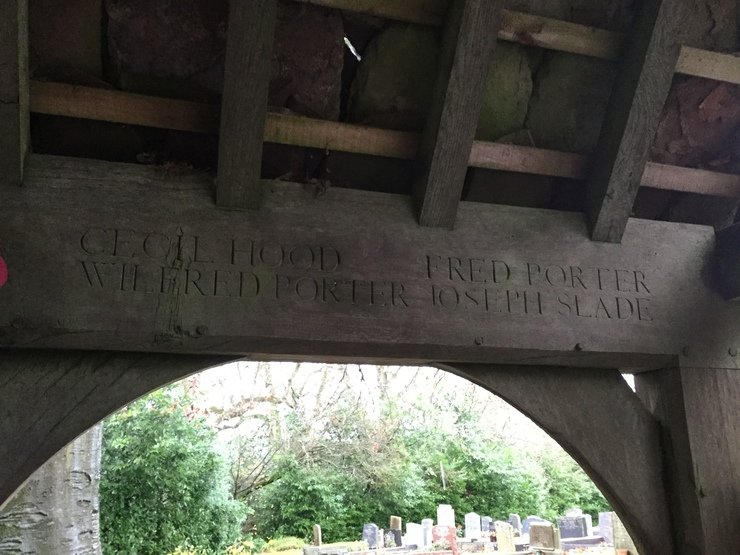 CECIL HOOD FRED PORTER
WILFRED PORTER JOSEPH SLADE